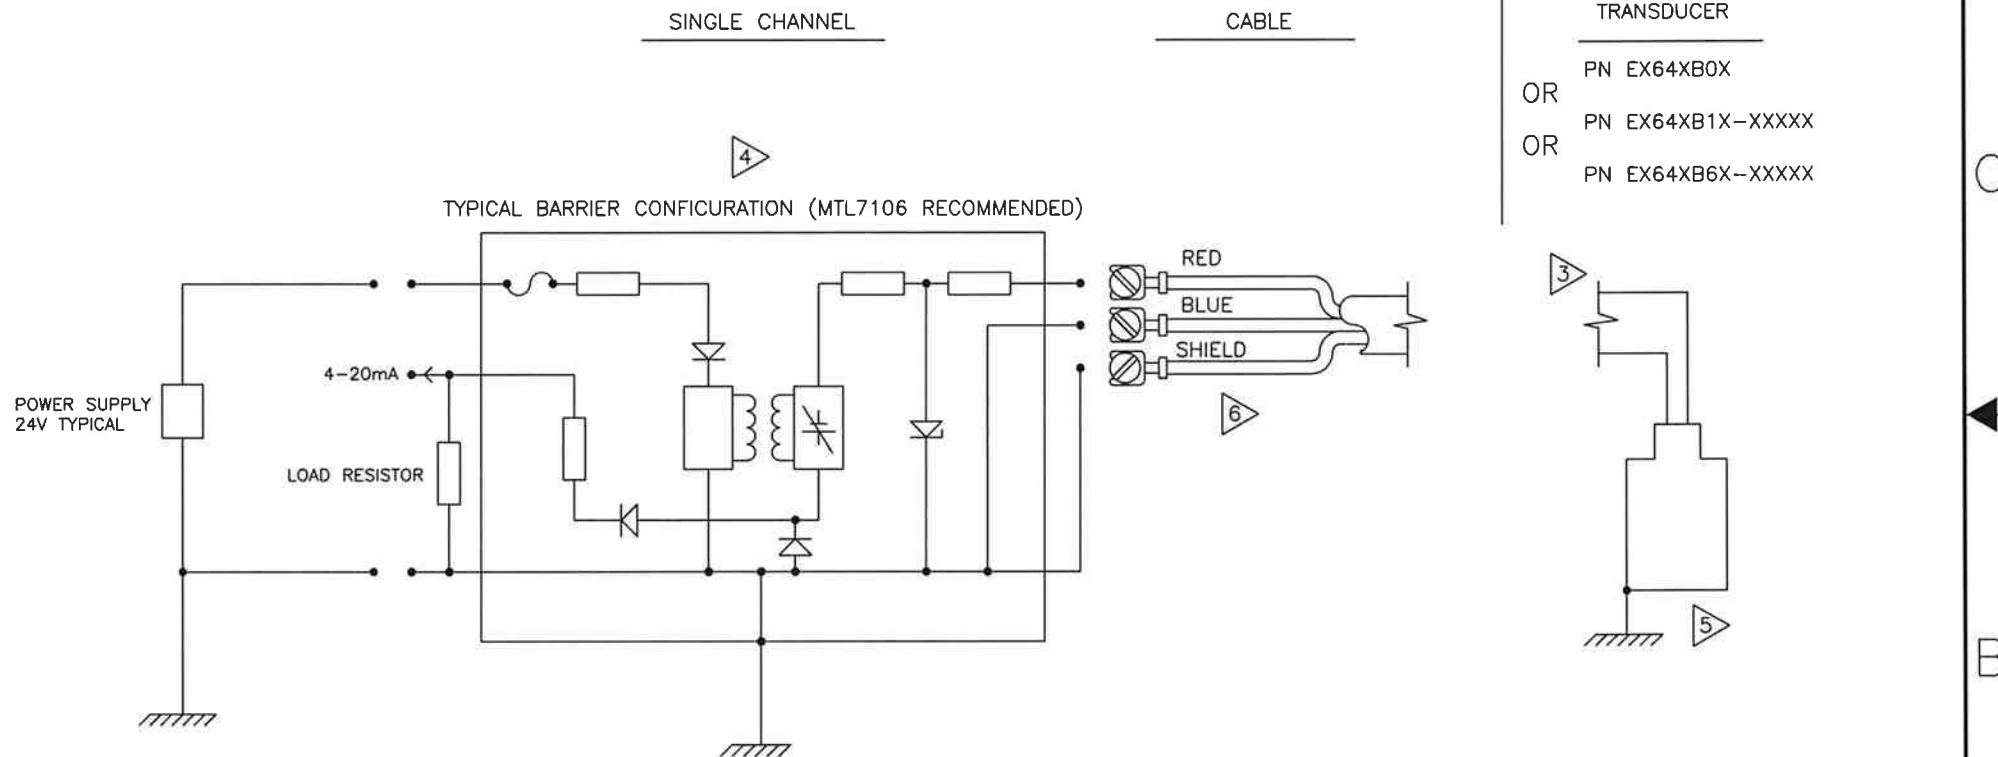 SINGLE CHANNEL
CABLE
TRANSDUCER
PN EX64XB0X
OR
PN EX64XB1X-XXXXX
OR
PN EX64XB6X-XXXXX
4
TYPICAL BARRIER CONFICURATION (MTL7106 RECOMMENDED)
RED
3
BLUE
SHIELD
4-20mA
POWER SUPPLY
24V TYPICAL
6
LOAD RESISTOR
5
B